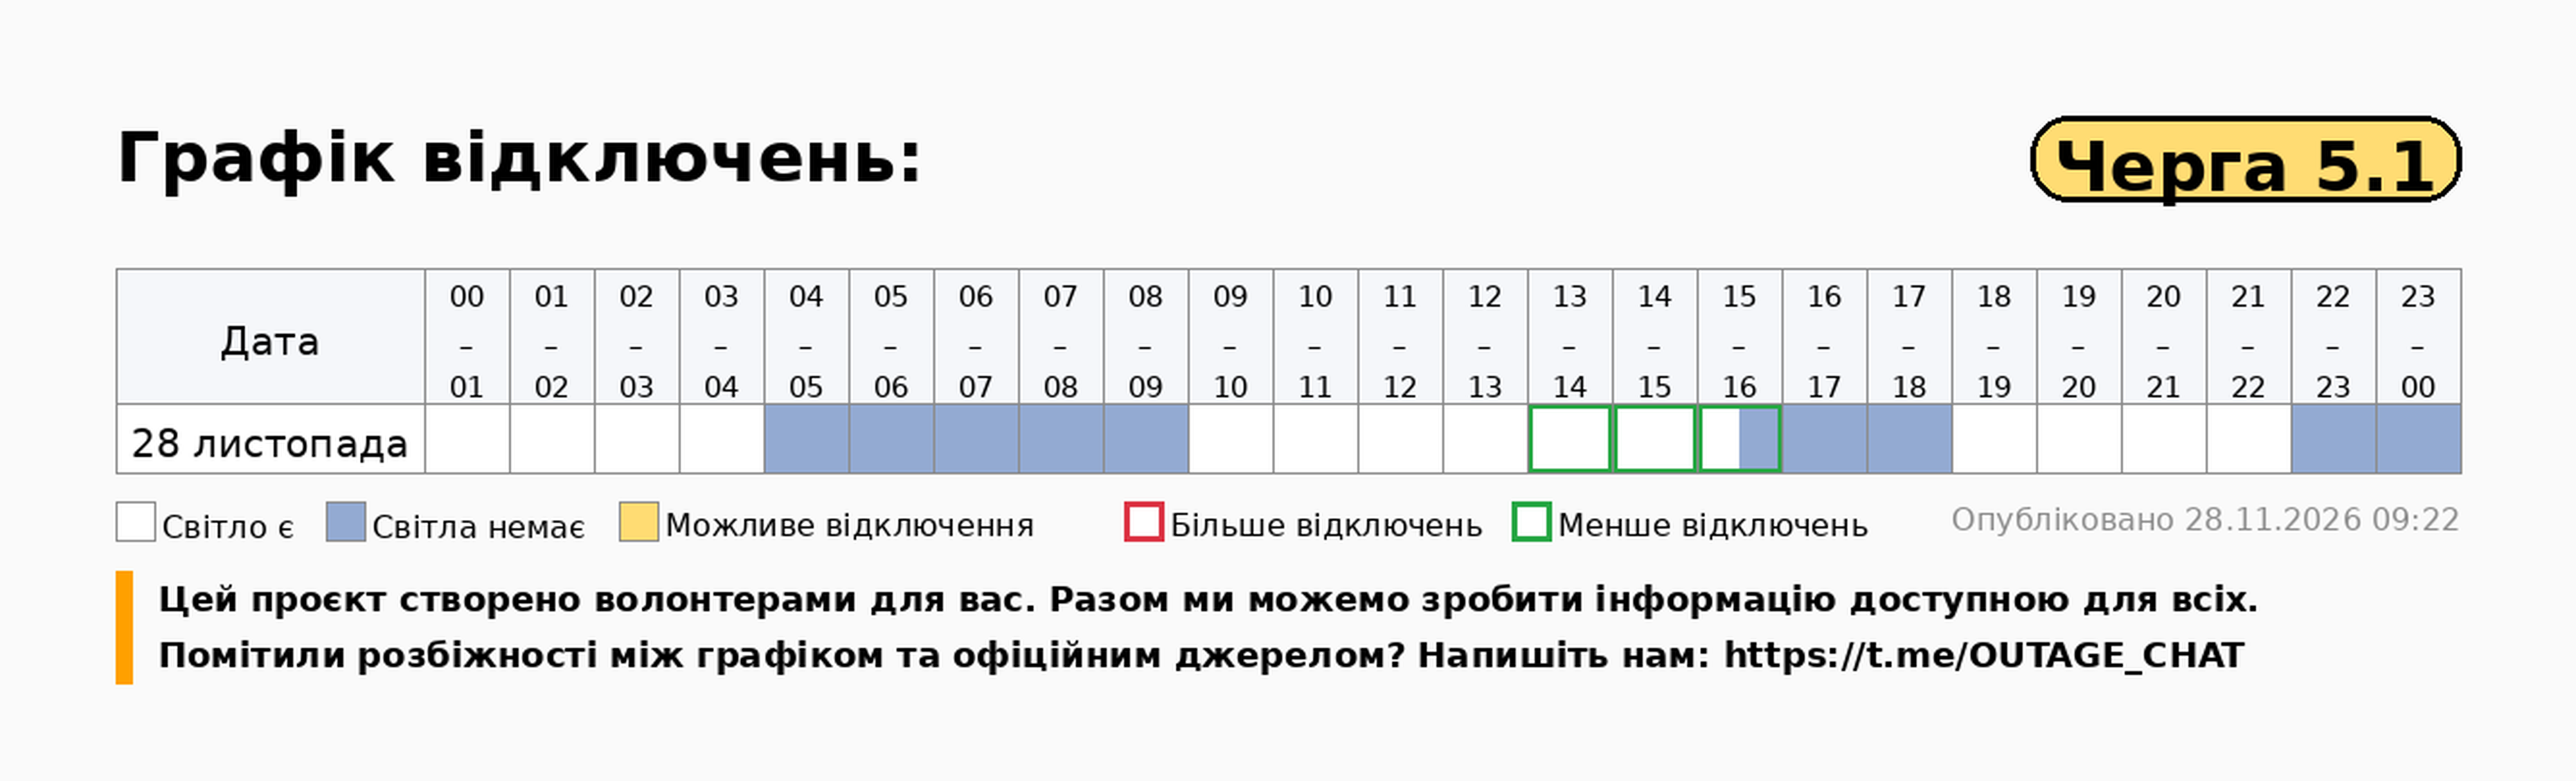 Графік відключень:
Черга 5.1
Дата
00 – 01
01 – 02
02 – 03
03 – 04
04 – 05
05 – 06
06 – 07
07 – 08
08 – 09
09 – 10
10 – 11
11 – 12
12 – 13
13 – 14
14 – 15
15 – 16
16 – 17
17 – 18
18 – 19
19 – 20
20 – 21
21 – 22
22 – 23
23 – 00
28 листопада
Світло є
Світла немає
Можливе відключення
Більше відключень
Менше відключень
Опубліковано 28.11.2026 09:22
Цей проєкт створено волонтерами для вас. Разом ми можемо зробити інформацію доступною для всіх.
Помітили розбіжності між графіком та офіційним джерелом? Напишіть нам: https://t.me/OUTAGE_CHAT